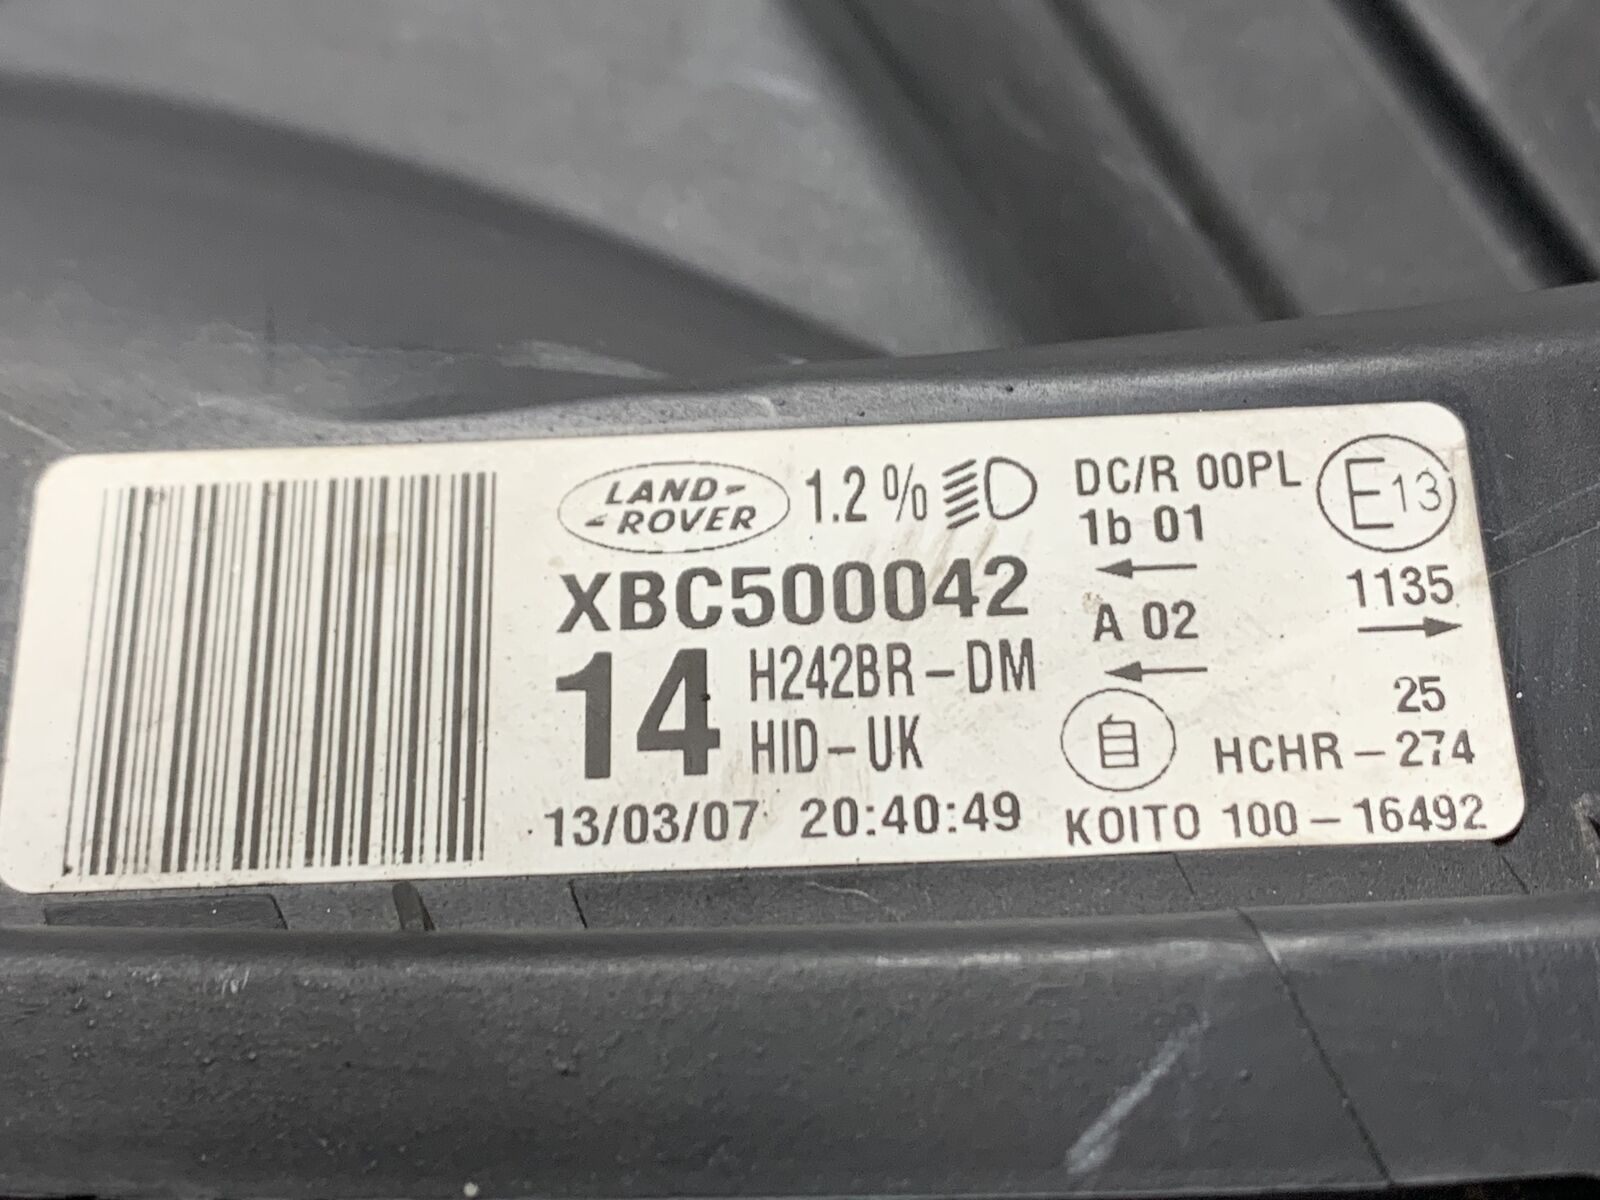 LAND-
-ROVER
1.2%
XBC500042
14
H242BR-DM
HID-UK
13/03/07 20:40:49
DC/R 00PL
1b 01
←
A 02
←
E13
1135
→
25
自
HCHR-274
KOITO 100-16492